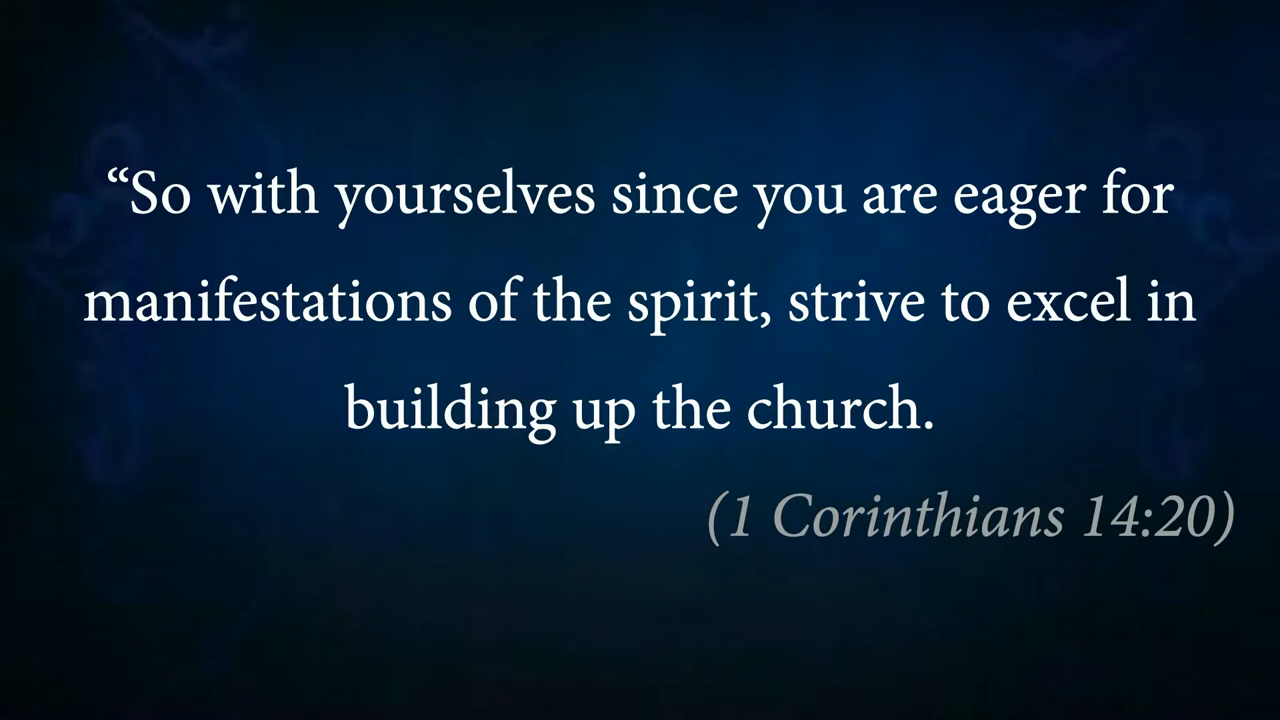 “So with yourselves since you are eager for
manifestations of the spirit, strive to excel in
building up the church.
(1 Corinthians 14:20)